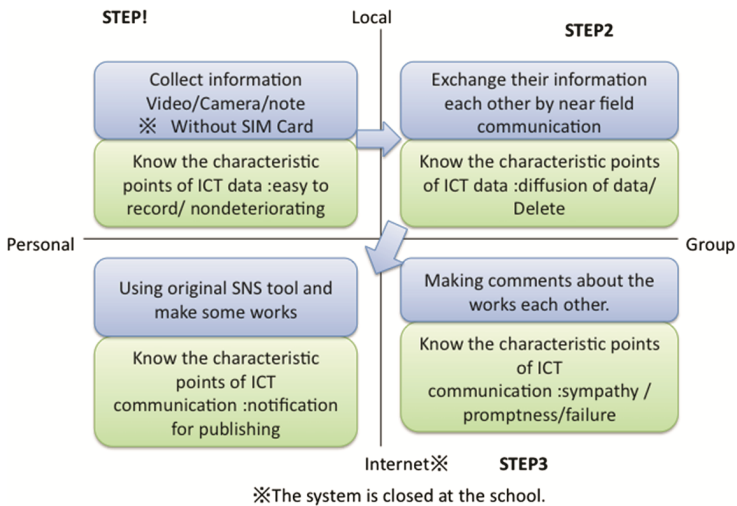 STEP!
Local
STEP2
Collect information
Video/Camera/note
※ Without SIM Card
Know the characteristic
points of ICT data :easy to
record/ nondeteriorating
Exchange their information
each other by near field
communication
Know the characteristic points
of ICT data :diffusion of data/
Delete
Personal
Group
Using original SNS tool and
make some works
Know the characteristic
points of ICT
communication :notification
for publishing
Making comments about the
works each other.
Know the characteristic points
of ICT
communication :sympathy /
promptness/failure
Internet※
STEP3
※The system is closed at the school.